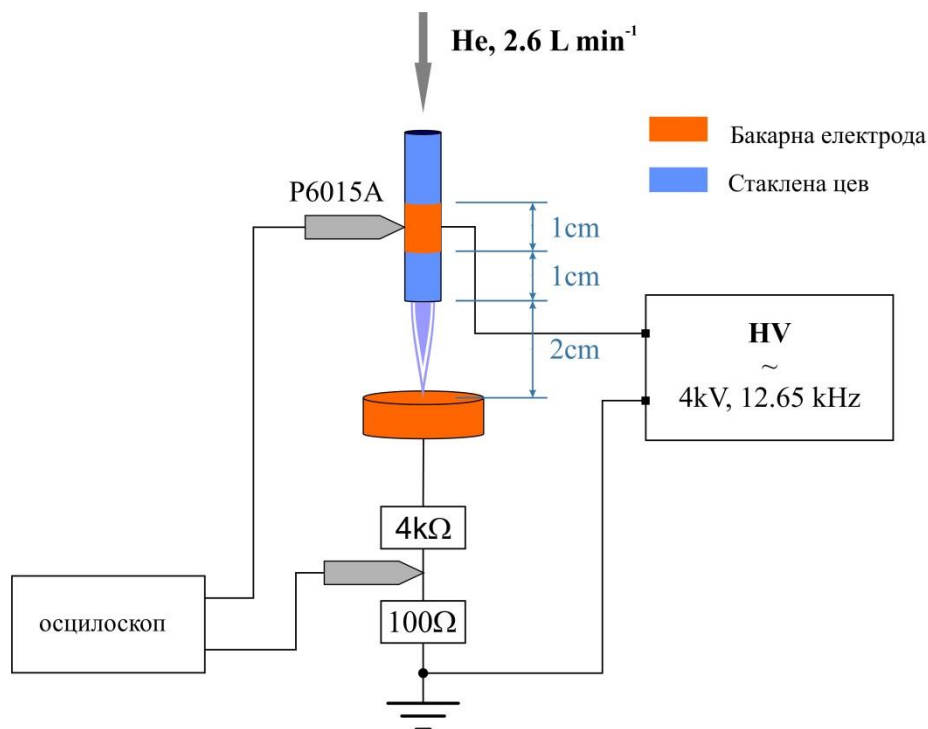 He, 2.6 L min⁻¹
Бакарна електрода
Стаклена цев
P6015A
1cm
1cm
2cm
HV
~
4kV, 12.65 kHz
4kΩ
100Ω
осцилоскоп